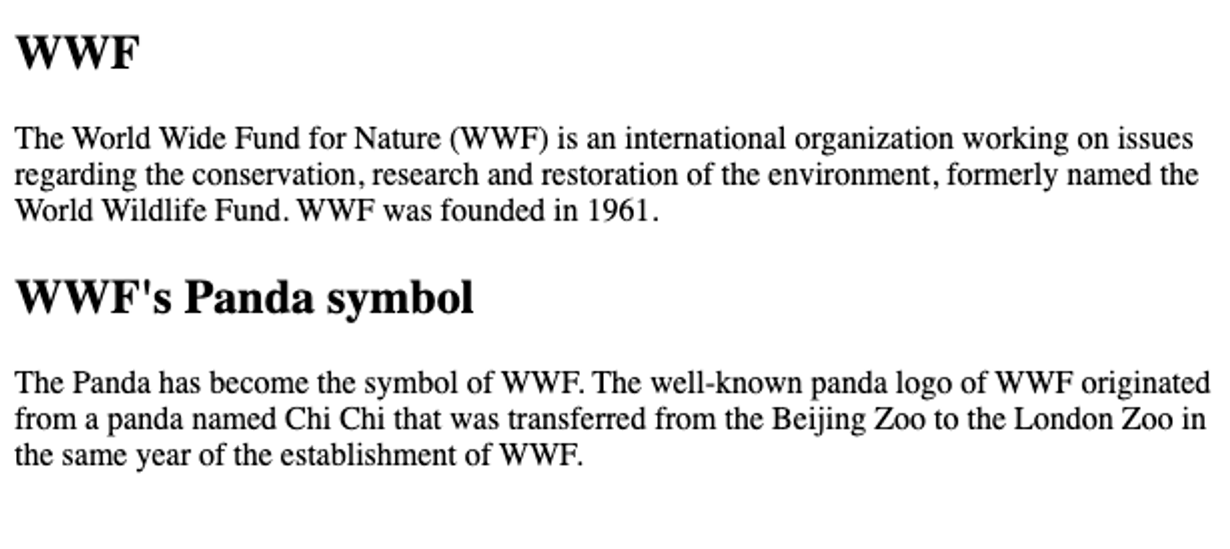 WWF
The World Wide Fund for Nature (WWF) is an international organization working on issues
regarding the conservation, research and restoration of the environment, formerly named the
World Wildlife Fund. WWF was founded in 1961.
WWF's Panda symbol
The Panda has become the symbol of WWF. The well-known panda logo of WWF originated
from a panda named Chi Chi that was transferred from the Beijing Zoo to the London Zoo in
the same year of the establishment of WWF.